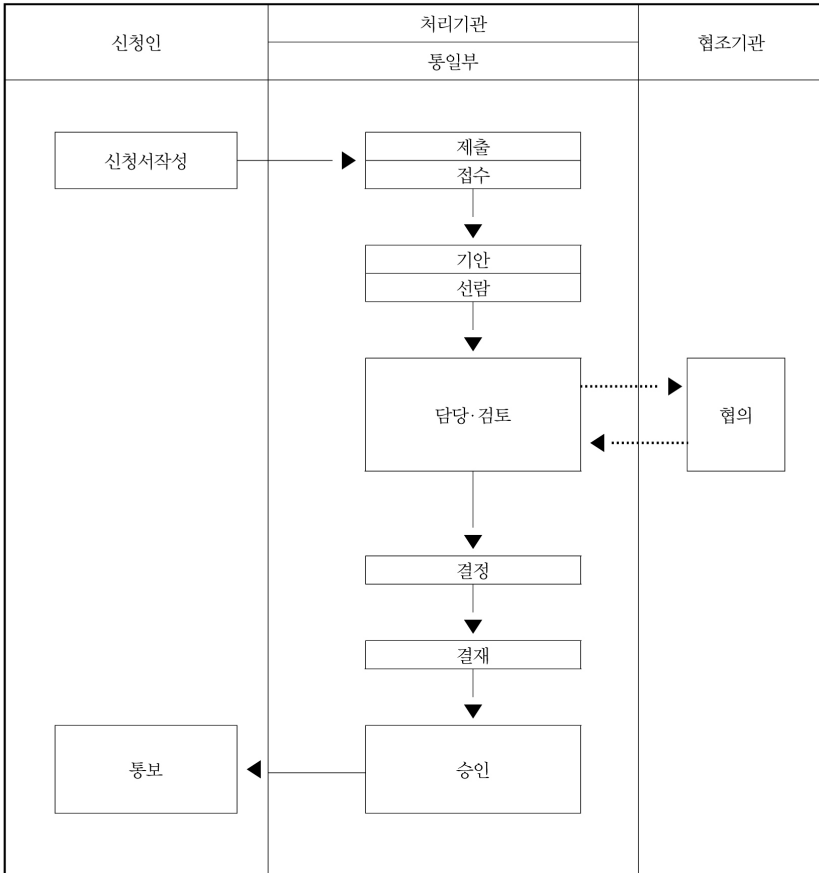 신청인
처리기관
통일부
협조기관
신청서작성
제출
접수
기안
선람
담당·검토
협의
결정
결재
통보
승인